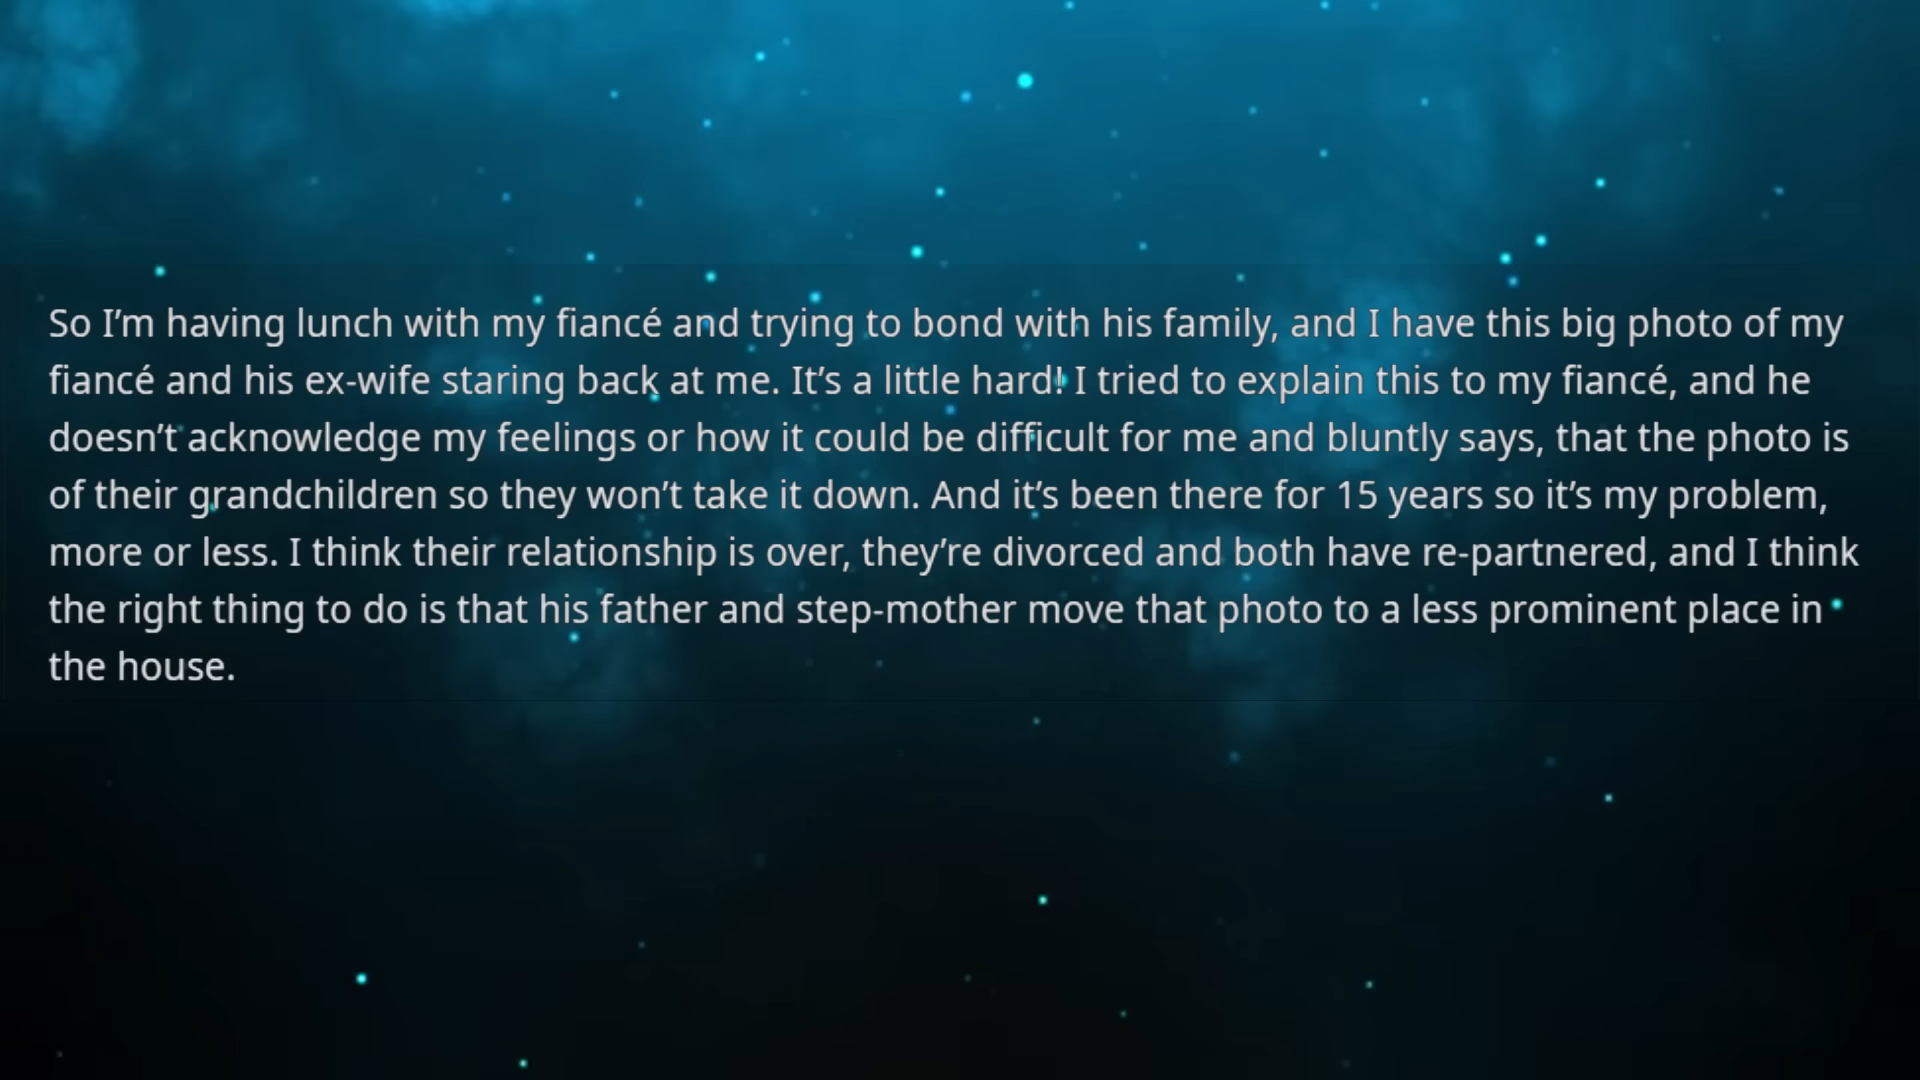 So I’m having lunch with my fiancé and trying to bond with his family, and I have this big photo of my
fiancé and his ex-wife staring back at me. It’s a little hard! I tried to explain this to my fiancé, and he
doesn’t acknowledge my feelings or how it could be difficult for me and bluntly says, that the photo is
of their grandchildren so they won’t take it down. And it’s been there for 15 years so it’s my problem,
more or less. I think their relationship is over, they’re divorced and both have re-partnered, and I think
the right thing to do is that his father and step-mother move that photo to a less prominent place in
the house.